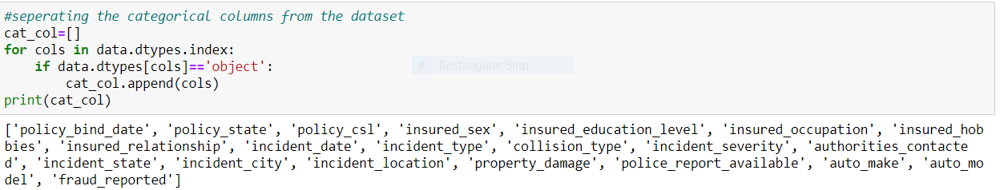 #seperating the categorical columns from the dataset
cat_col=[]
for cols in data.dtypes.index:
    if data.dtypes[cols]=='object':
        cat_col.append(cols)
print(cat_col)
Rectangular Snip
['policy_bind_date', 'policy_state', 'policy_csl', 'insured_sex', 'insured_education_level', 'insured_occupation', 'insured_hob
bies', 'insured_relationship', 'incident_date', 'incident_type', 'collision_type', 'incident_severity', 'authorities_contacte
d', 'incident_state', 'incident_city', 'incident_location', 'property_damage', 'police_report_available', 'auto_make', 'auto_mo
del', 'fraud_reported']